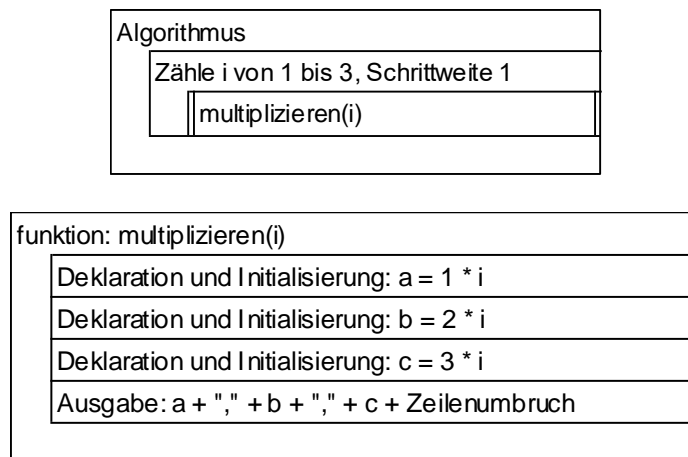 Algorithmus
Zähle i von 1 bis 3, Schrittweite 1
multiplizieren(i)
funktion: multiplizieren(i)
Deklaration und Initialisierung: a = 1 * i
Deklaration und Initialisierung: b = 2 * i
Deklaration und Initialisierung: c = 3 * i
Ausgabe: a + "," + b + "," + c + Zeilenumbruch